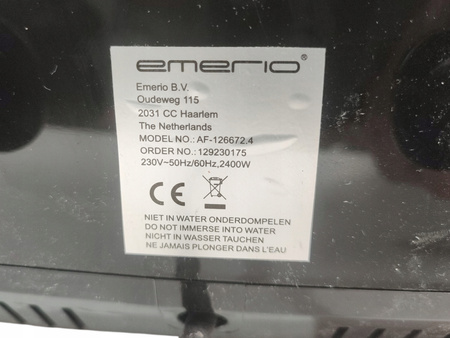 emerio®
Emerio B.V.
Oudeweg 115
2031 CC Haarlem
The Netherlands
MODEL NO.: AF-126672.4
ORDER NO.: 129230175
230V~50Hz/60Hz,2400W
CE
NIET IN WATER ONDERDOMPELEN
DO NOT IMMERSE INTO WATER
NICHT IN WASSER TAUCHEN
NE JAMAIS PLONGER DANS L'EAU